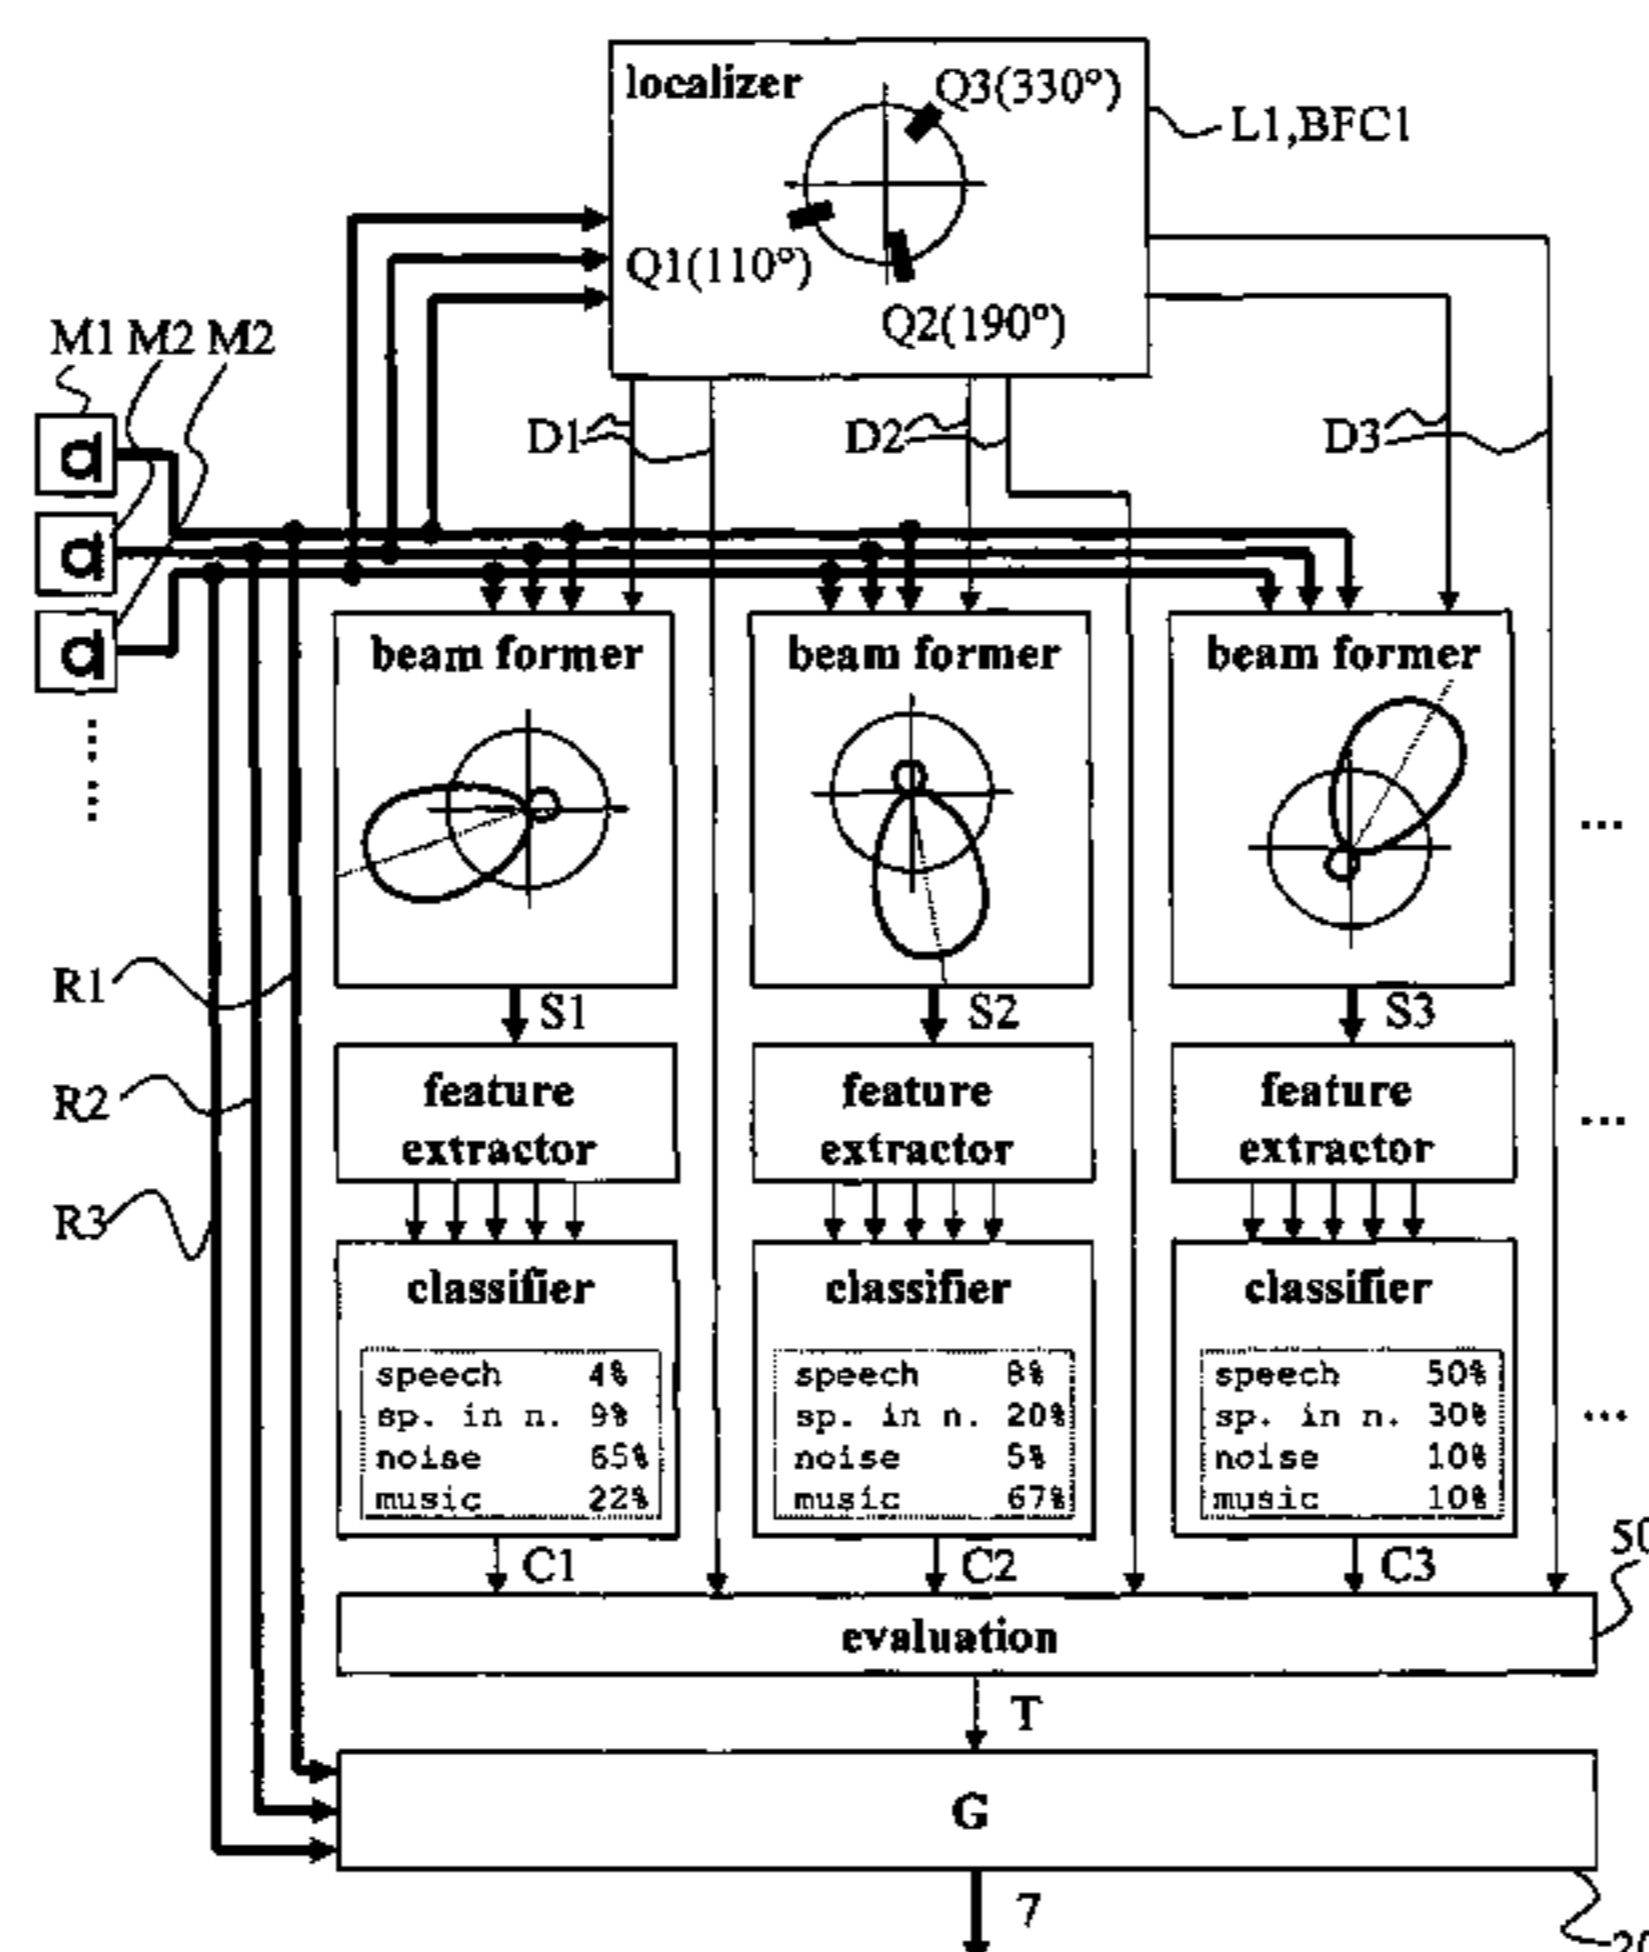 localizer
Q3(330°)
L1,BFC1
Q1(110°)
Q2(190°)
M1 M2 M2
D1
D2
D3
a
a
a
beam former
beam former
beam former
...
R1
S1
S2
S3
feature
extractor
feature
extractor
feature
extractor
...
R2
R3
classifier
speech 4%
sp. in n. 9%
noise 65%
music 22%
classifier
speech 8%
sp. in n. 20%
noise 5%
music 67%
classifier
speech 50%
sp. in n. 30%
noise 10%
music 10%
...
C1
C2
C3
evaluation
T
G
7